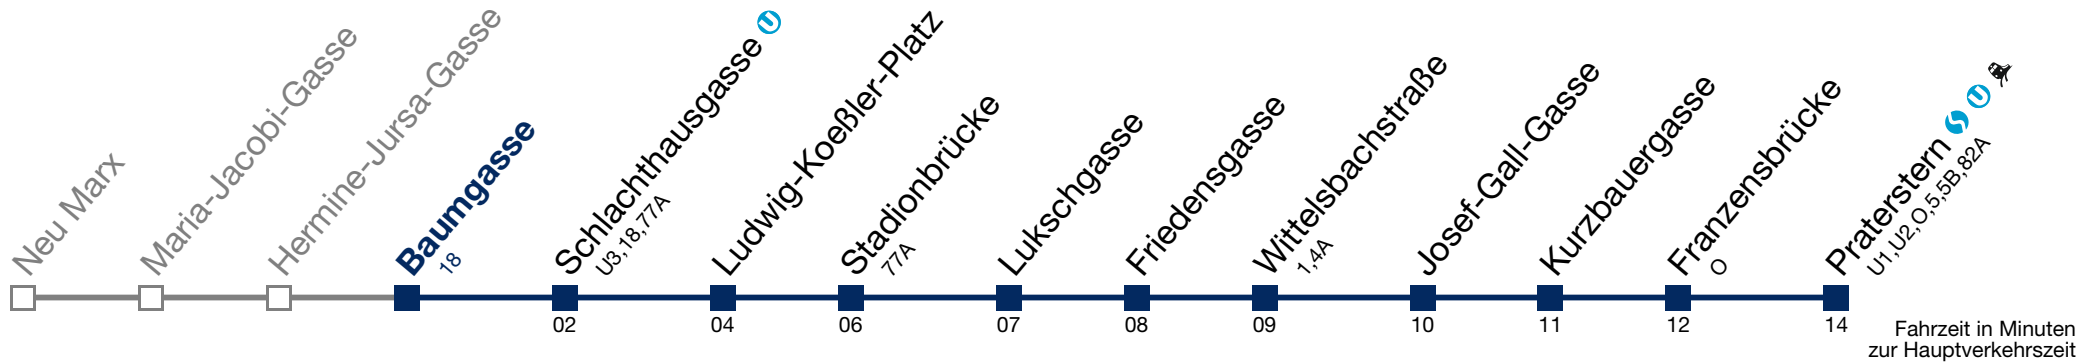 Neu Marx
Maria-Jacobi-Gasse
Hermine-Jursa-Gasse
Baumgasse
18
Schlachthausgasse U
U3,18,77A
Ludwig-Koeßler-Platz
Stadionbrücke
77A
Lukschgasse
Friedensgasse
Wittelsbachstraße
1,4A
Josef-Gall-Gasse
Kurzbauergasse
Franzensbrücke
O
Praterstern S U
U1,U2,O,5,5B,82A
02
04
06
07
08
09
10
11
12
14
Fahrzeit in Minuten
zur Hauptverkehrszeit